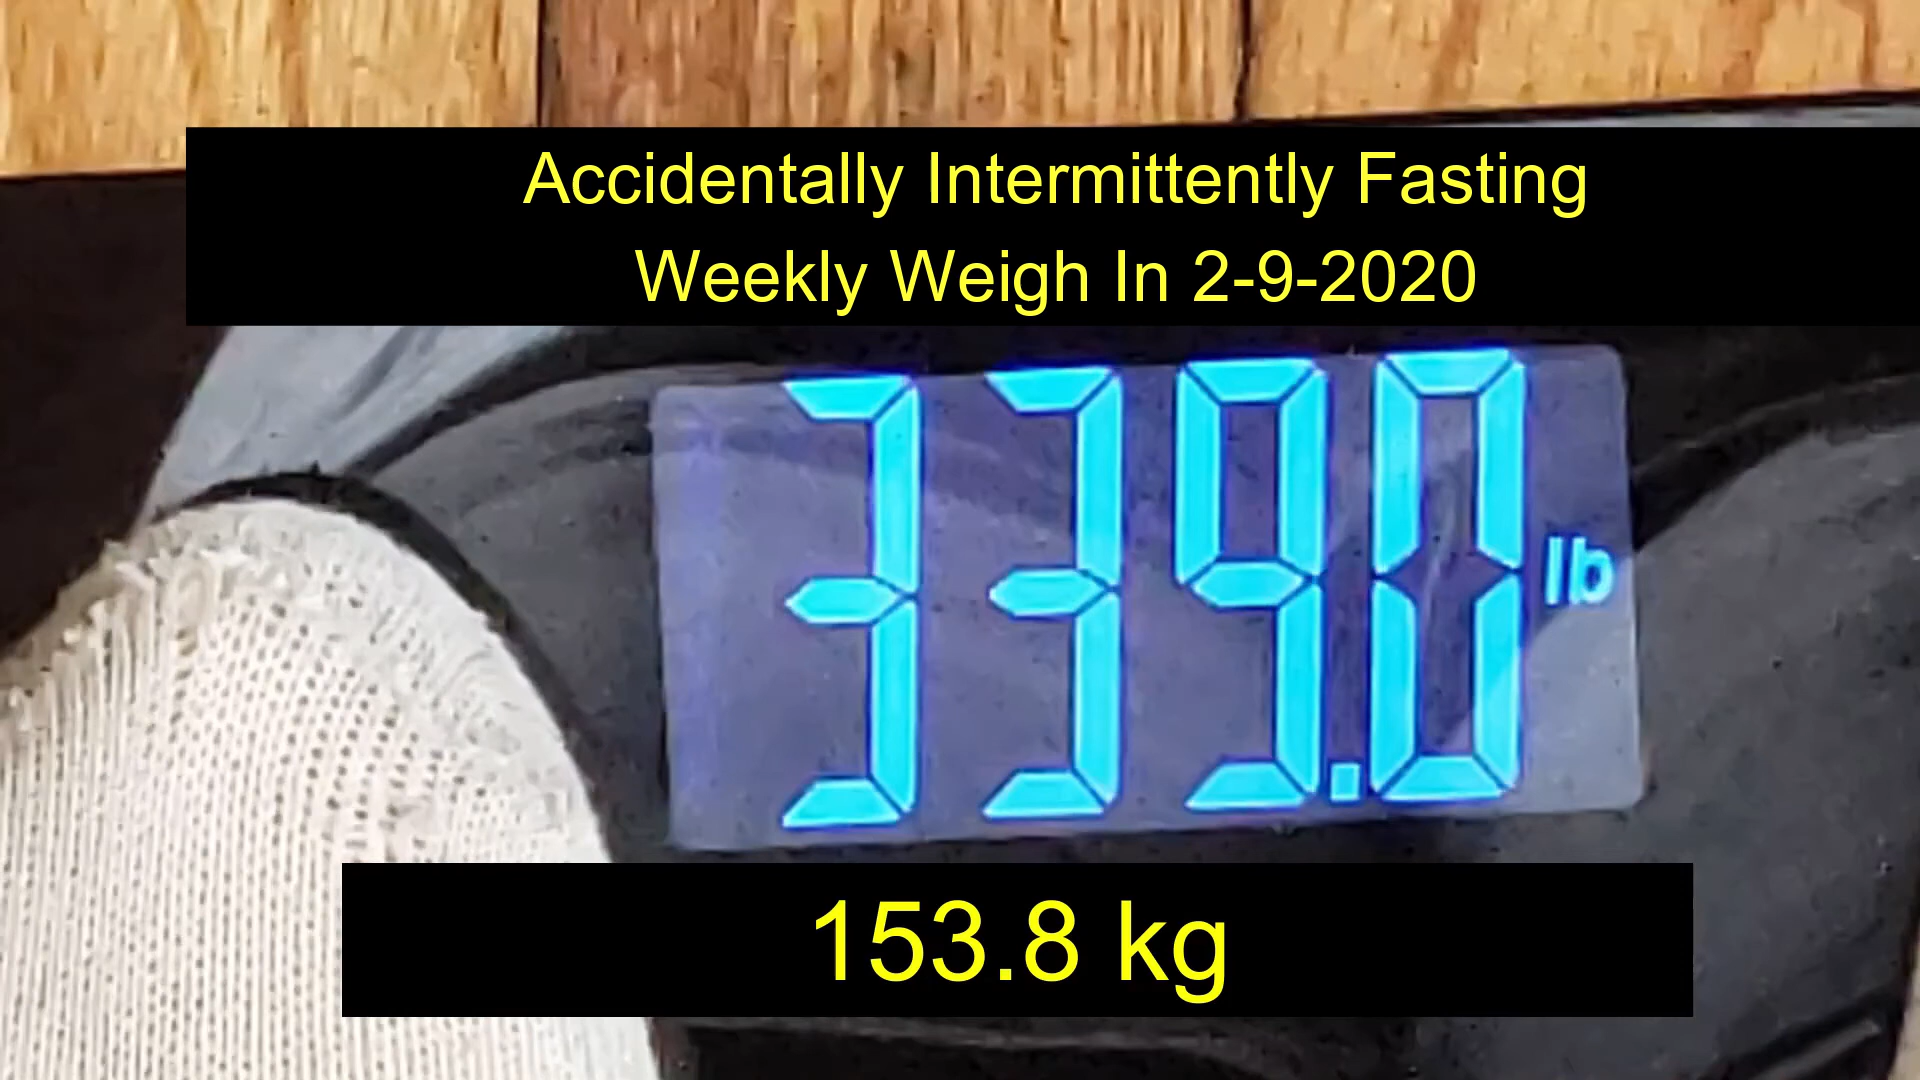 Accidentally Intermittently Fasting
Weekly Weigh In 2-9-2020
339.0 lb
153.8 kg